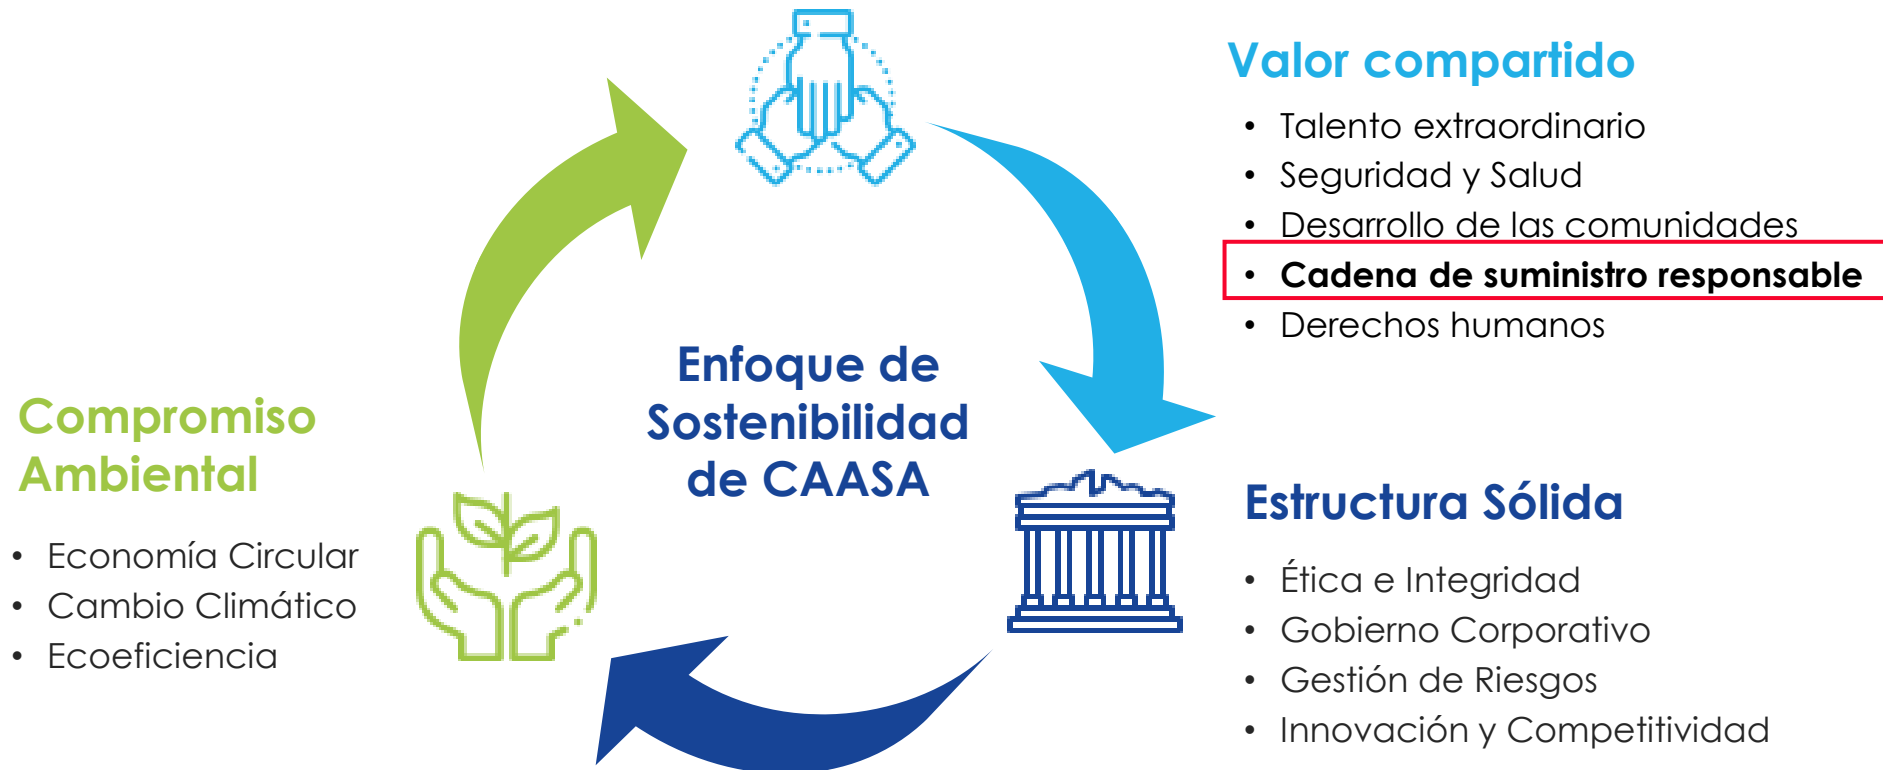 Valor compartido
• Talento extraordinario
• Seguridad y Salud
• Desarrollo de las comunidades
• Cadena de suministro responsable
• Derechos humanos
Enfoque de
Sostenibilidad
de CAASA
Compromiso
Ambiental
• Economía Circular
• Cambio Climático
• Ecoeficiencia
Estructura Sólida
• Ética e Integridad
• Gobierno Corporativo
• Gestión de Riesgos
• Innovación y Competitividad